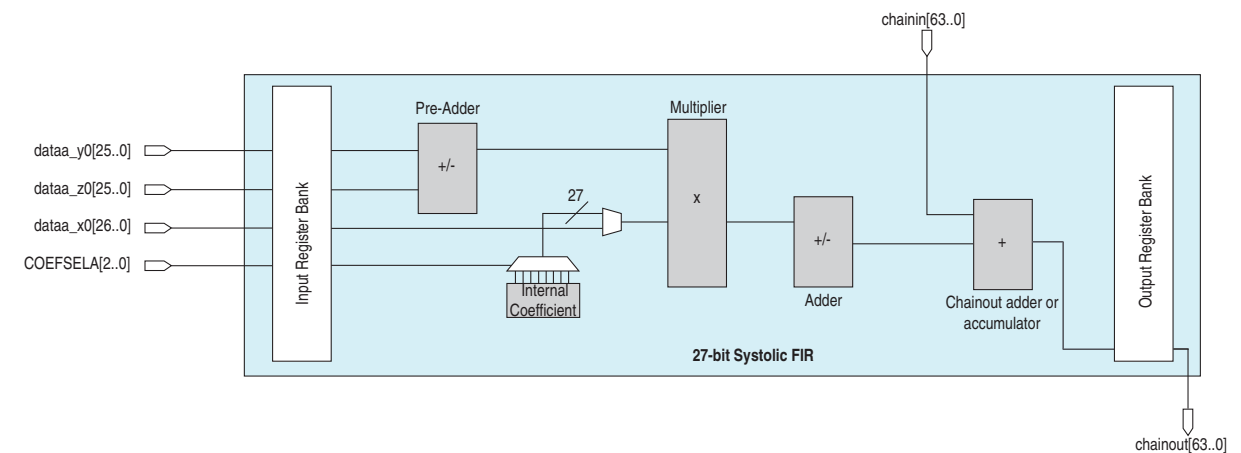 chainin[63..0]
Pre-Adder
Multiplier
dataa_y0[25..0]
+/-
dataa_z0[25..0]
27
x
dataa_x0[26..0]
Input Register Bank
Output Register Bank
+/-
+
COEFSELA[2..0]
Internal
Coefficient
Adder
Chainout adder or
accumulator
27-bit Systolic FIR
chainout[63..0]